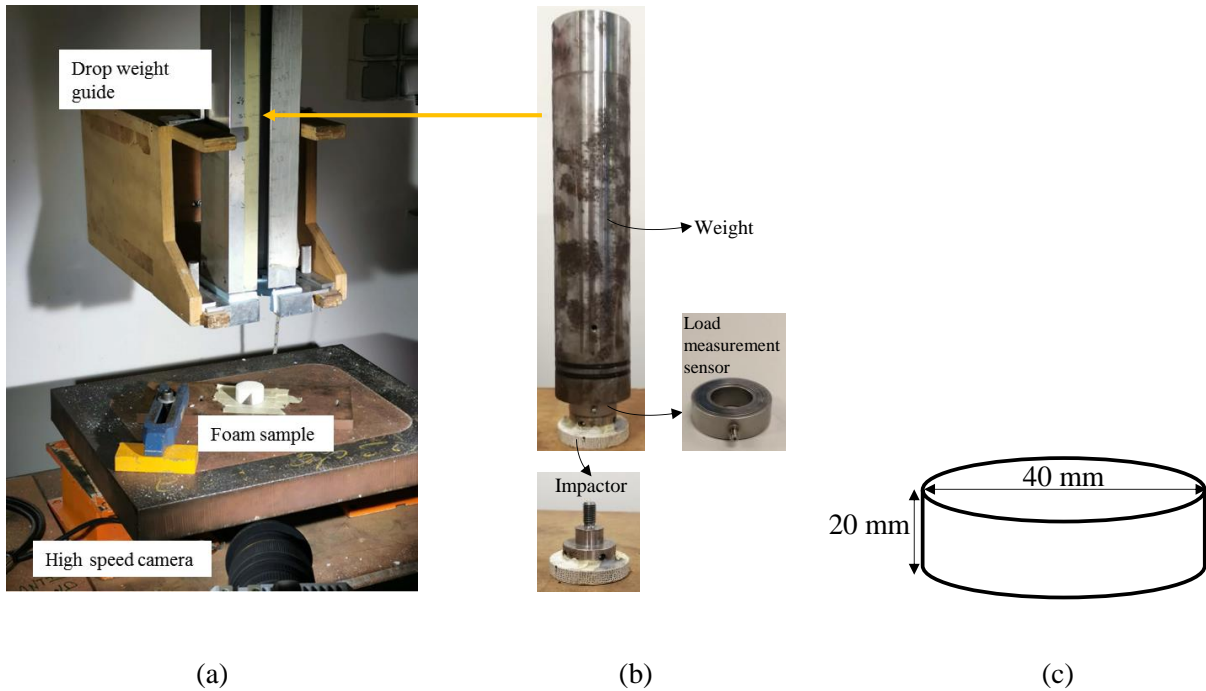 Drop weight
guide
Foam sample
High speed camera
Weight
Load
measurement
sensor
Impactor
40 mm
20 mm
(a)
(b)
(c)